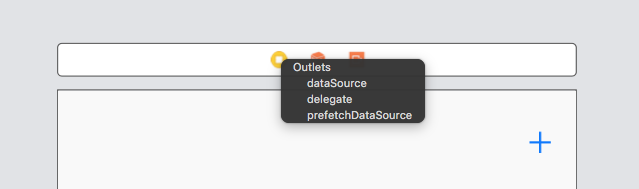 Outlets
dataSource
delegate
prefetchDataSource